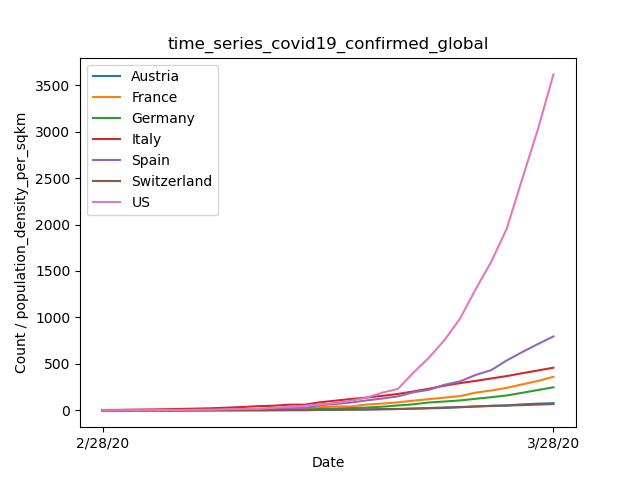 time_series_covid19_confirmed_global
Austria
France
Germany
Italy
Spain
Switzerland
US
3500
3000
2500
2000
1500
1000
500
0
Count / population_density_per_sqkm
2/28/20 3/28/20
Date